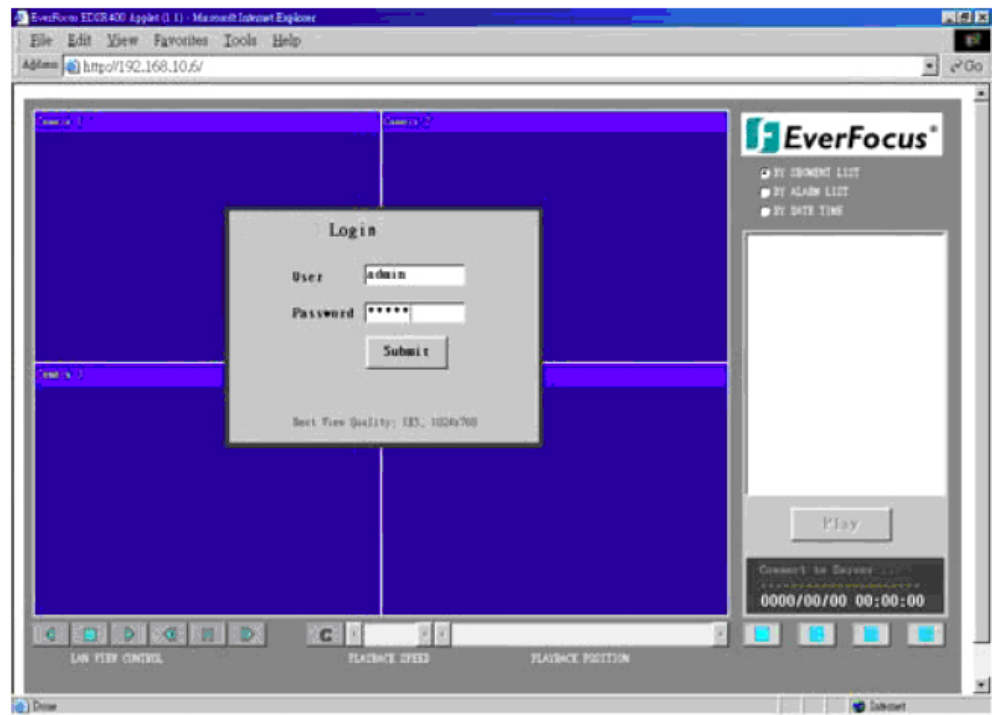 EverFocus EDSR400 Applet (1 1) - Microsoft Internet Explorer
File Edit View Favorites Tools Help
Address http://192.168.10.6/ Go
Camera 1
Camera 2
EverFocus
BY SEGMENT LIST
BY ALARM LIST
BY DATE TIME
Login
User admin
Password *****
Submit
Camera 3
Best View Quality: IE5, 1024x768
Play
Connect to Server
0000/00/00 00:00:00
C
LAN VIEW CONTROL
PLAYBACK SPEED
PLAYBACK POSITION
Done
Internet